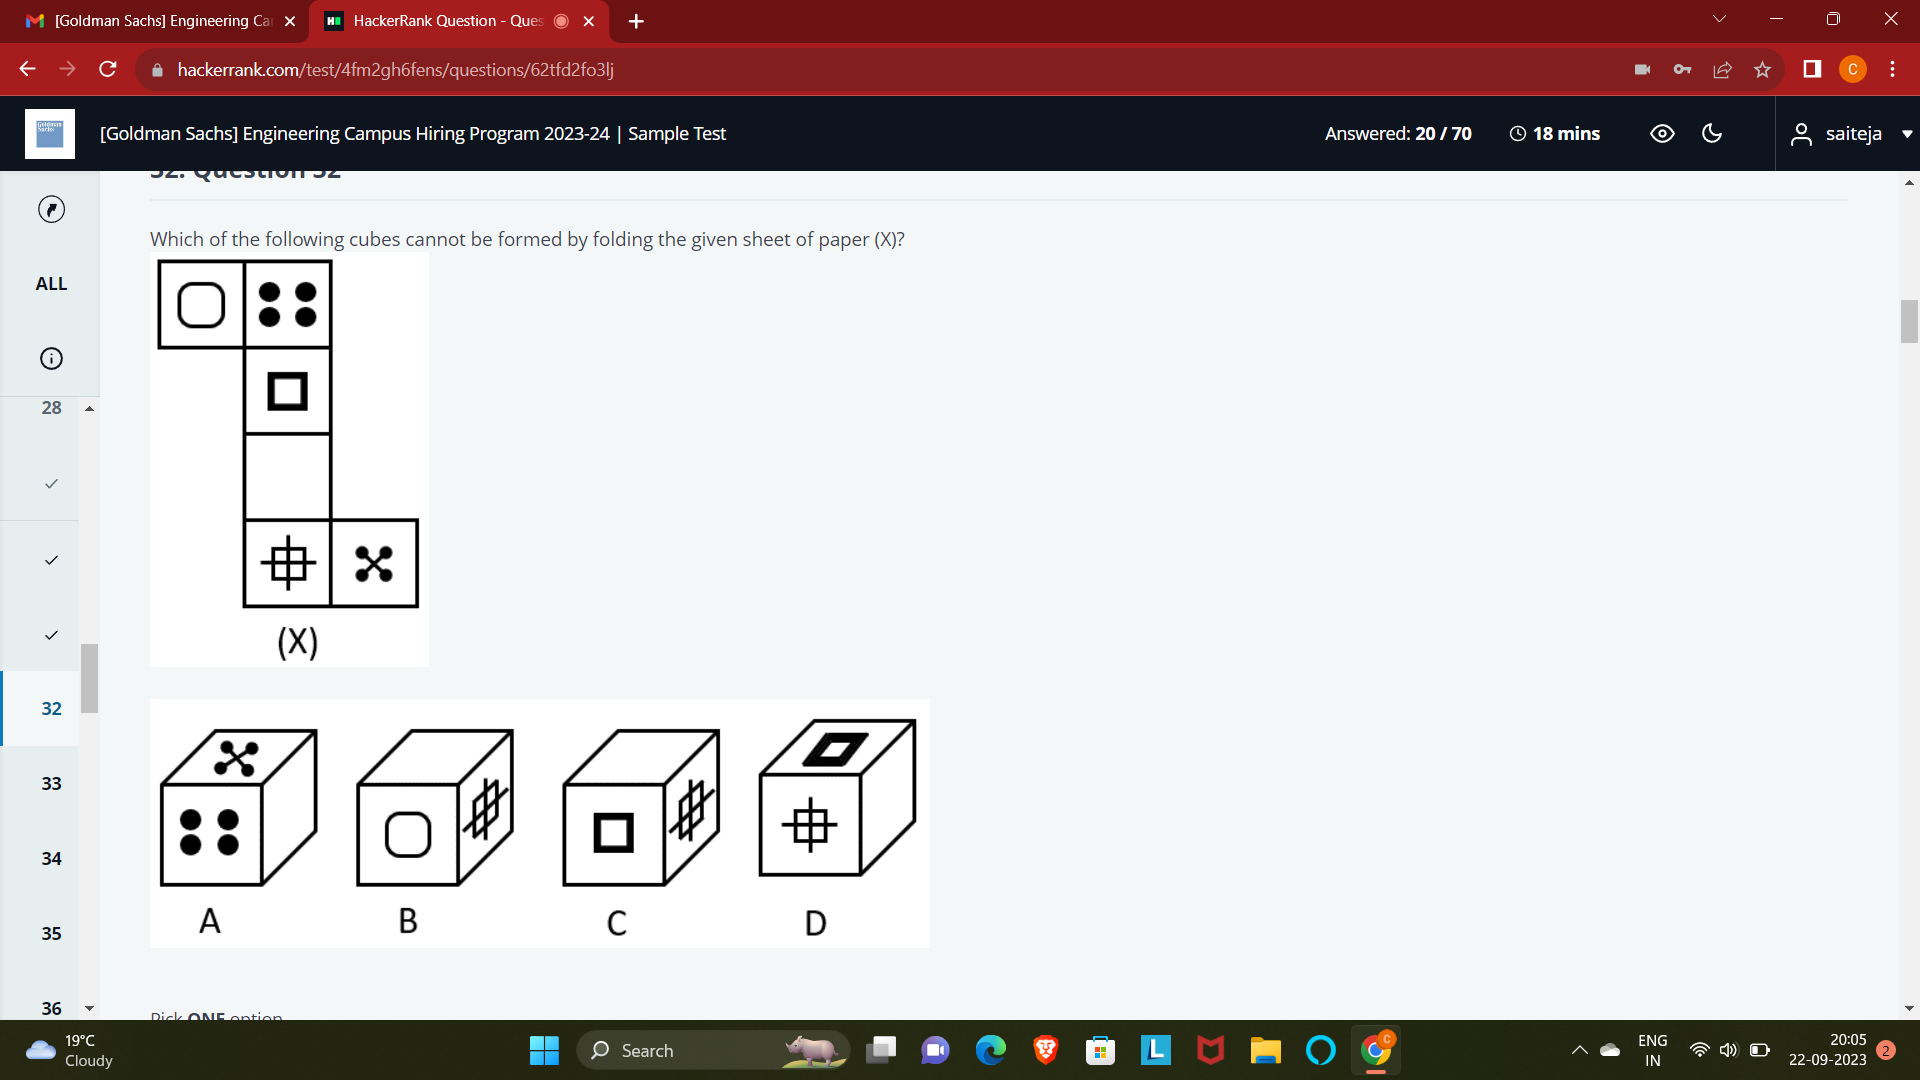 [Goldman Sachs] Engineering Ca
HackerRank Question - Ques
hackerrank.com/test/4fm2gh6fens/questions/62tfd2fo3lj
C
Goldman
Sachs
[Goldman Sachs] Engineering Campus Hiring Program 2023-24 | Sample Test
Answered: 20 / 70
18 mins
saiteja
32. Question 32
Which of the following cubes cannot be formed by folding the given sheet of paper (X)?
ALL
28
32
33
34
35
36
(X)
A
B
C
D
Pick ONE option
19°C
Cloudy
Search
L
C
ENG
IN
20:05
22-09-2023
2